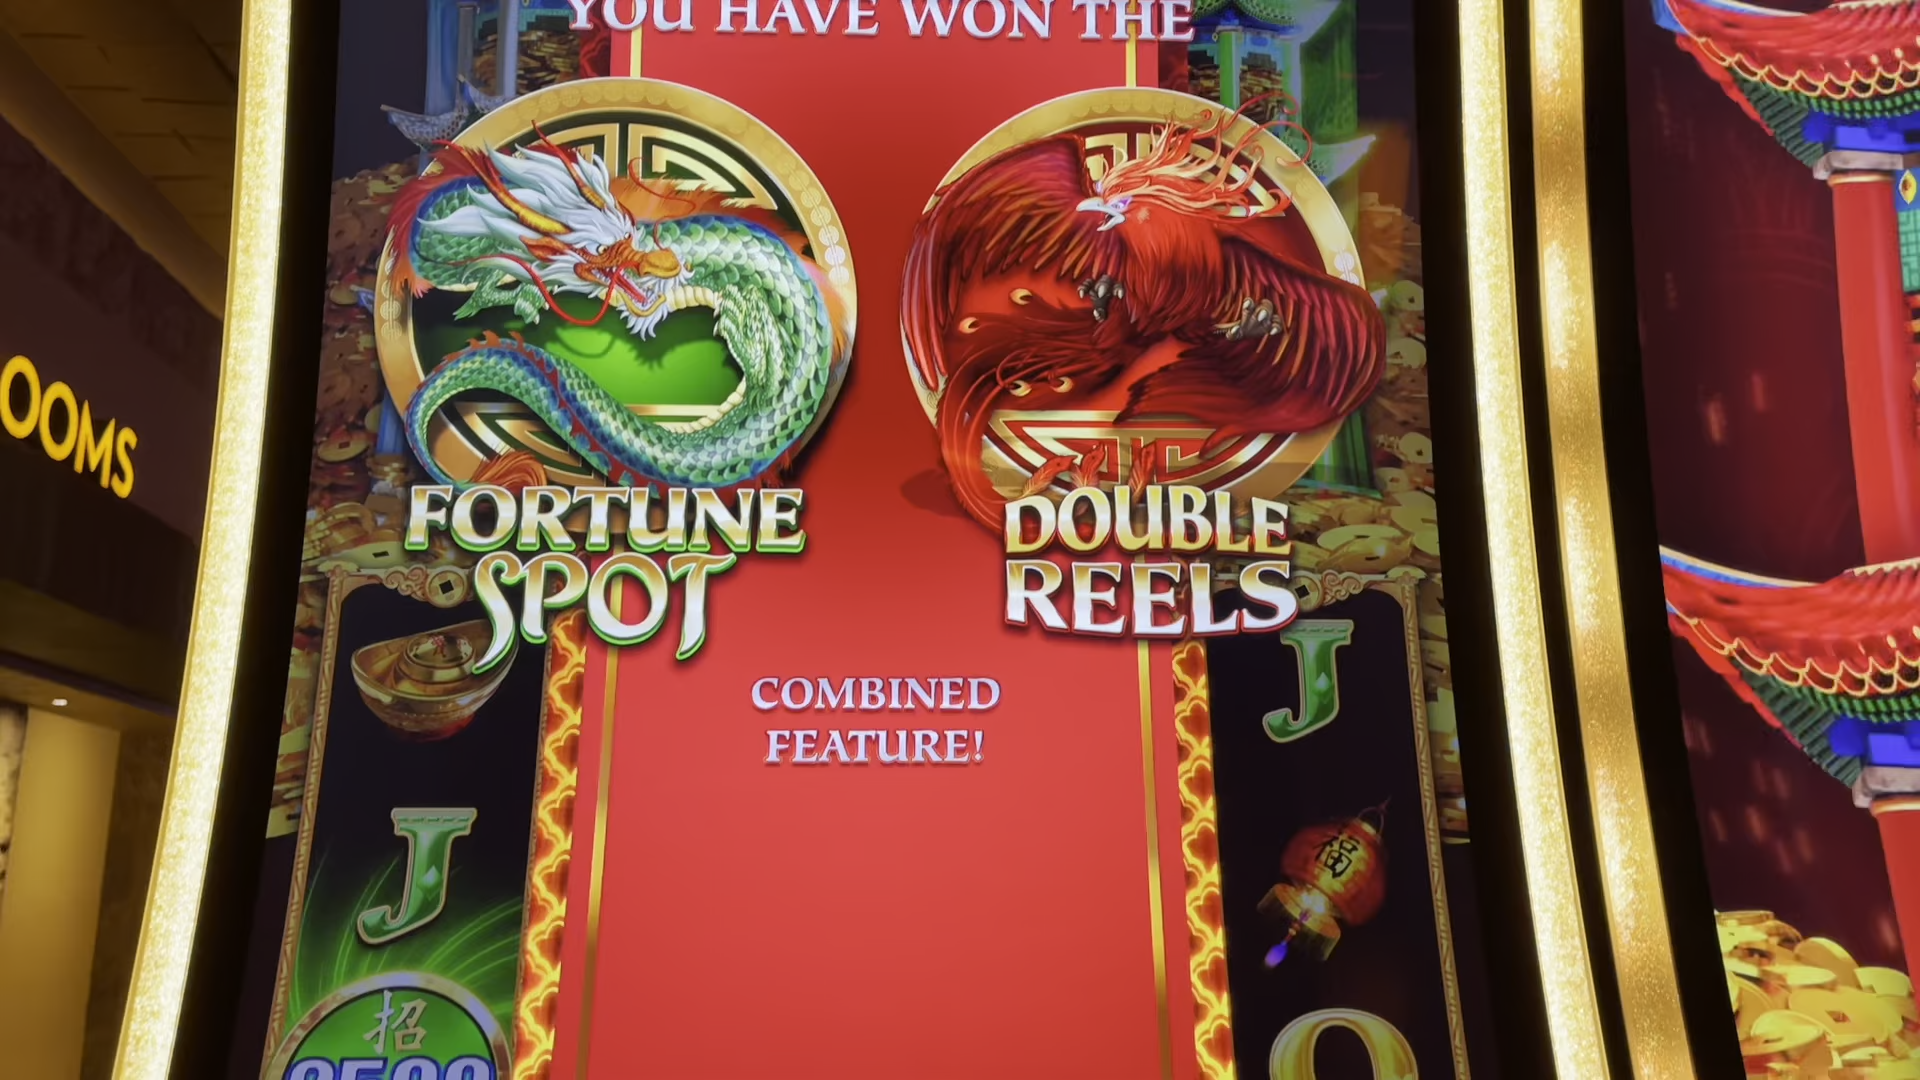 YOU HAVE WON THE
OOMS
FORTUNE
SPOT
DOUBLE
REELS
COMBINED
FEATURE!
J
J
福
招
Q